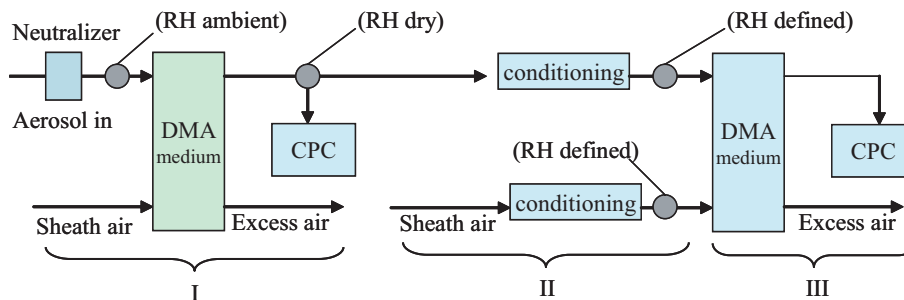 Neutralizer
(RH ambient)
(RH dry)
(RH defined)
Aerosol in
DMA
medium
CPC
conditioning
(RH defined)
conditioning
DMA
medium
CPC
Sheath air
Excess air
Sheath air
Excess air
I
II
III